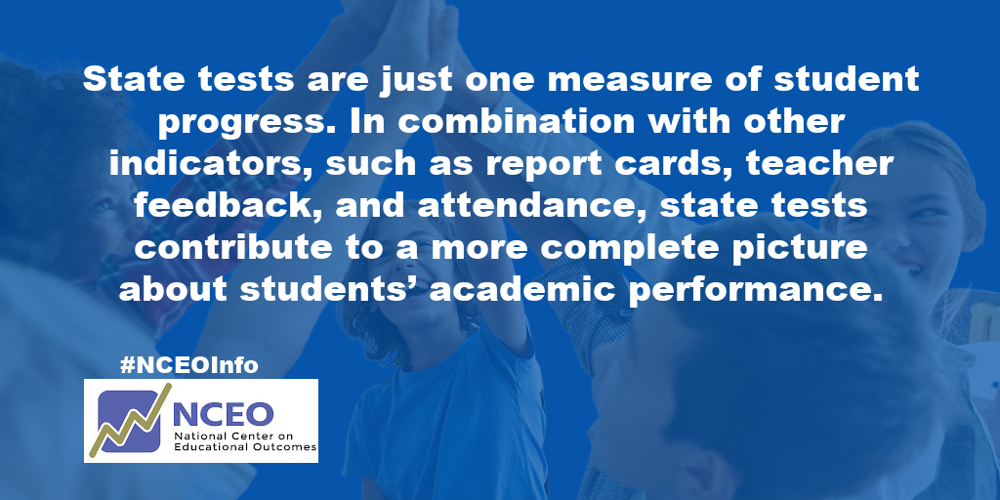 State tests are just one measure of student
progress. In combination with other
indicators, such as report cards, teacher
feedback, and attendance, state tests
contribute to a more complete picture
about students’ academic performance.
#NCEOInfo
NCEO
National Center on
Educational Outcomes